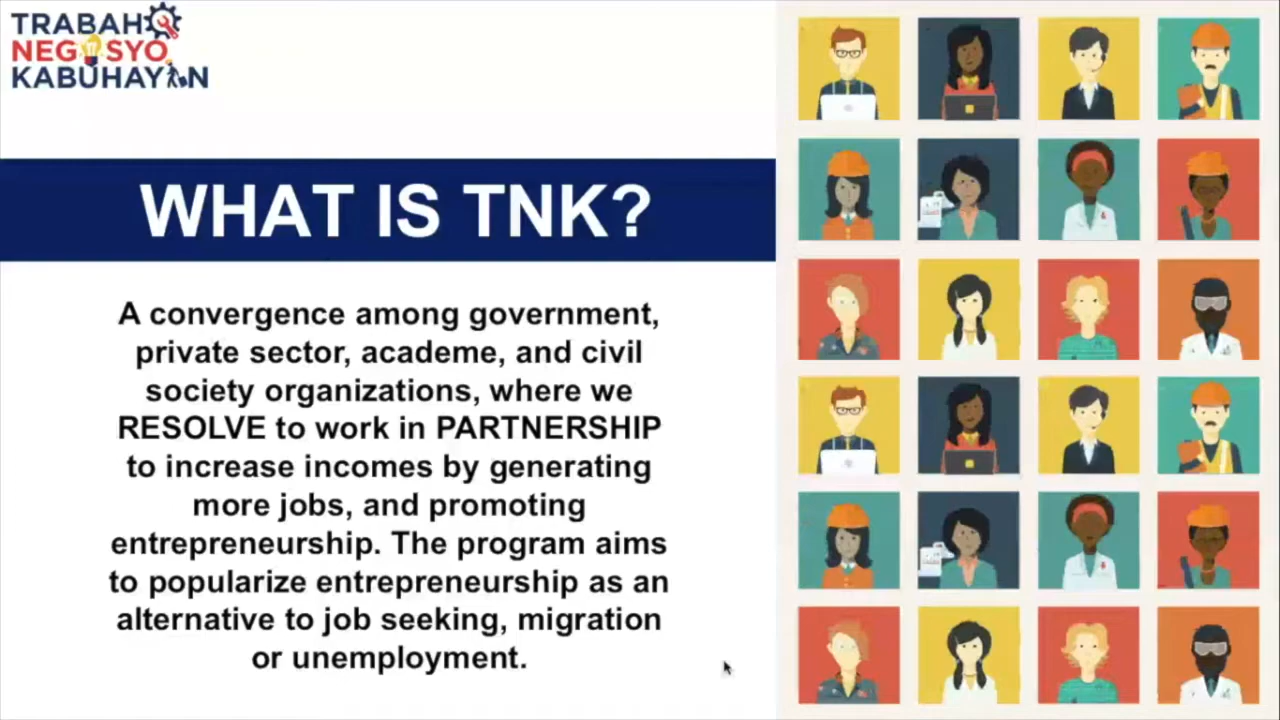 TRABAHO
NEGOSYO
KABUHAYAN
WHAT IS TNK?
A convergence among government,
private sector, academe, and civil
society organizations, where we
RESOLVE to work in PARTNERSHIP
to increase incomes by generating
more jobs, and promoting
entrepreneurship. The program aims
to popularize entrepreneurship as an
alternative to job seeking, migration
or unemployment.